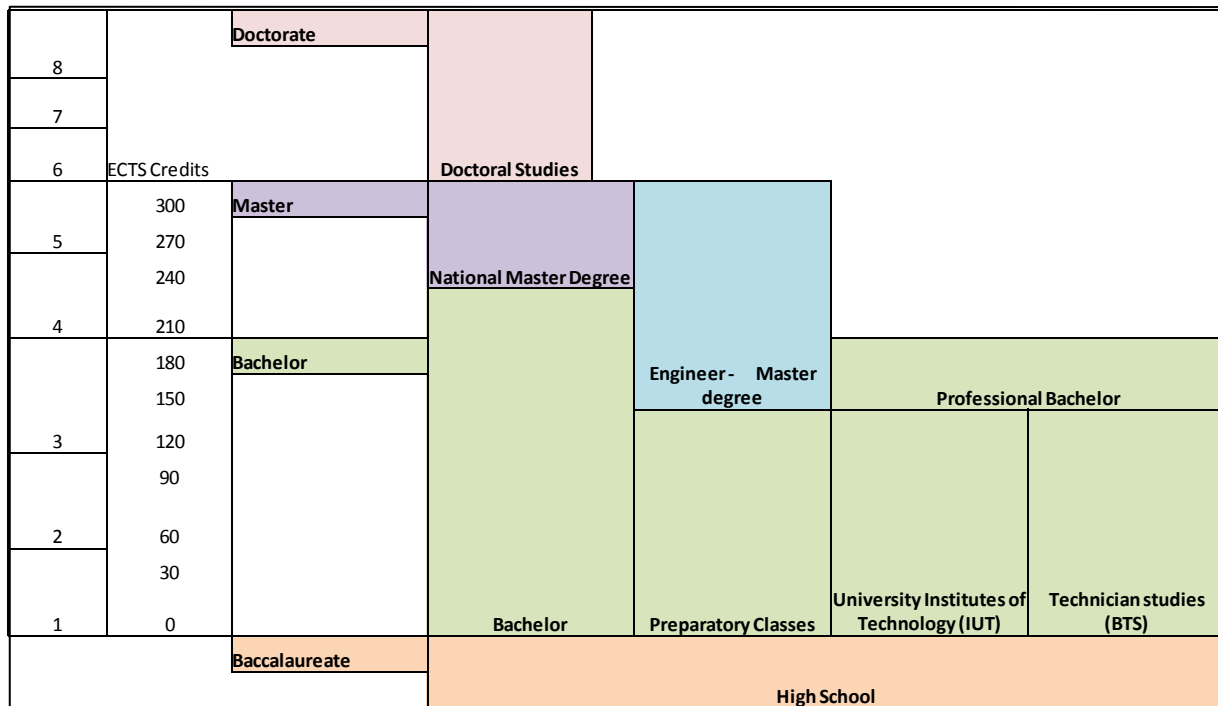 Doctorate
8
7
6 ECTS Credits Doctoral Studies
300 Master
5 270
240 National Master Degree
4 210
180 Bachelor
Engineer - Master
degree
150 Professional Bachelor
3 120
90
2 60
30
University Institutes of
Technology (IUT)
Technician studies
(BTS)
1 0 Bachelor Preparatory Classes
Baccalaureate
High School